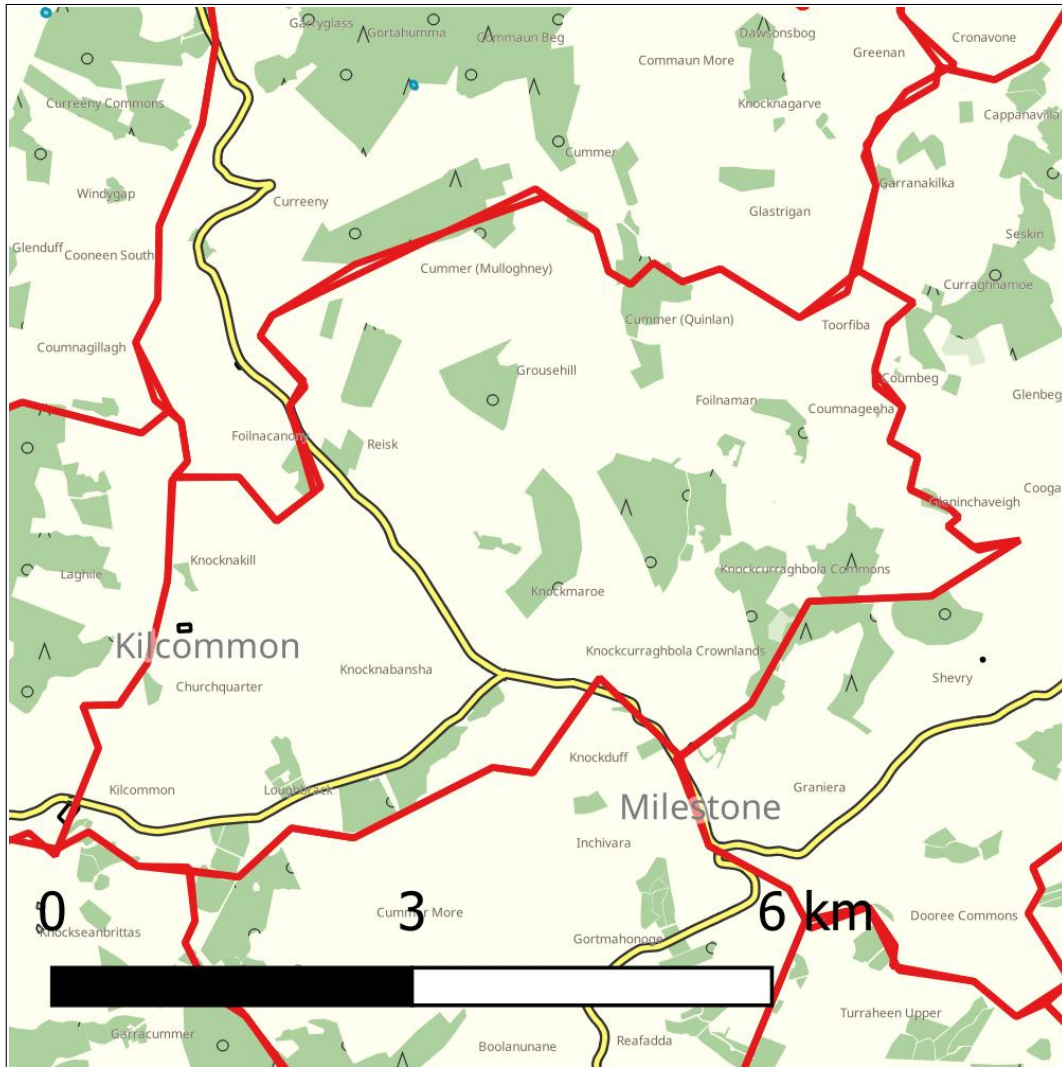 Garryglass
Gortahumma
Commaun Beg
Dawsonsbog
Cronavone
Greenan
Commaun More
Curreeny Commons
Knocknagarve
Cappanavilla
Cummer
Garranakilka
Windygap
Curreeny
Glastrigan
Seskin
Glenduff
Cooneen South
Cummer (Mulloghney)
Curraghnamoe
Cummer (Quinlan)
Toorfiba
Coumnagillagh
Grousehill
Coumbeg
Glenbeg
Foilnaman
Coumnageeha
Foilnacanony
Reisk
Cooga
Gleninchaveigh
Knocknakill
Laghile
Knockcurraghbola Commons
Knockmaroe
Kilcommon
Knockcurraghbola Crownlands
Knocknabansha
Shevry
Churchquarter
Knockduff
Kilcommon
Loughbrack
Graniera
Milestone
Inchivara
0 3 6 km
Cummer More
Dooree Commons
Knockseanbrittas
Gortmahonoge
Turraheen Upper
Garracummer
Reafadda
Boolanunane